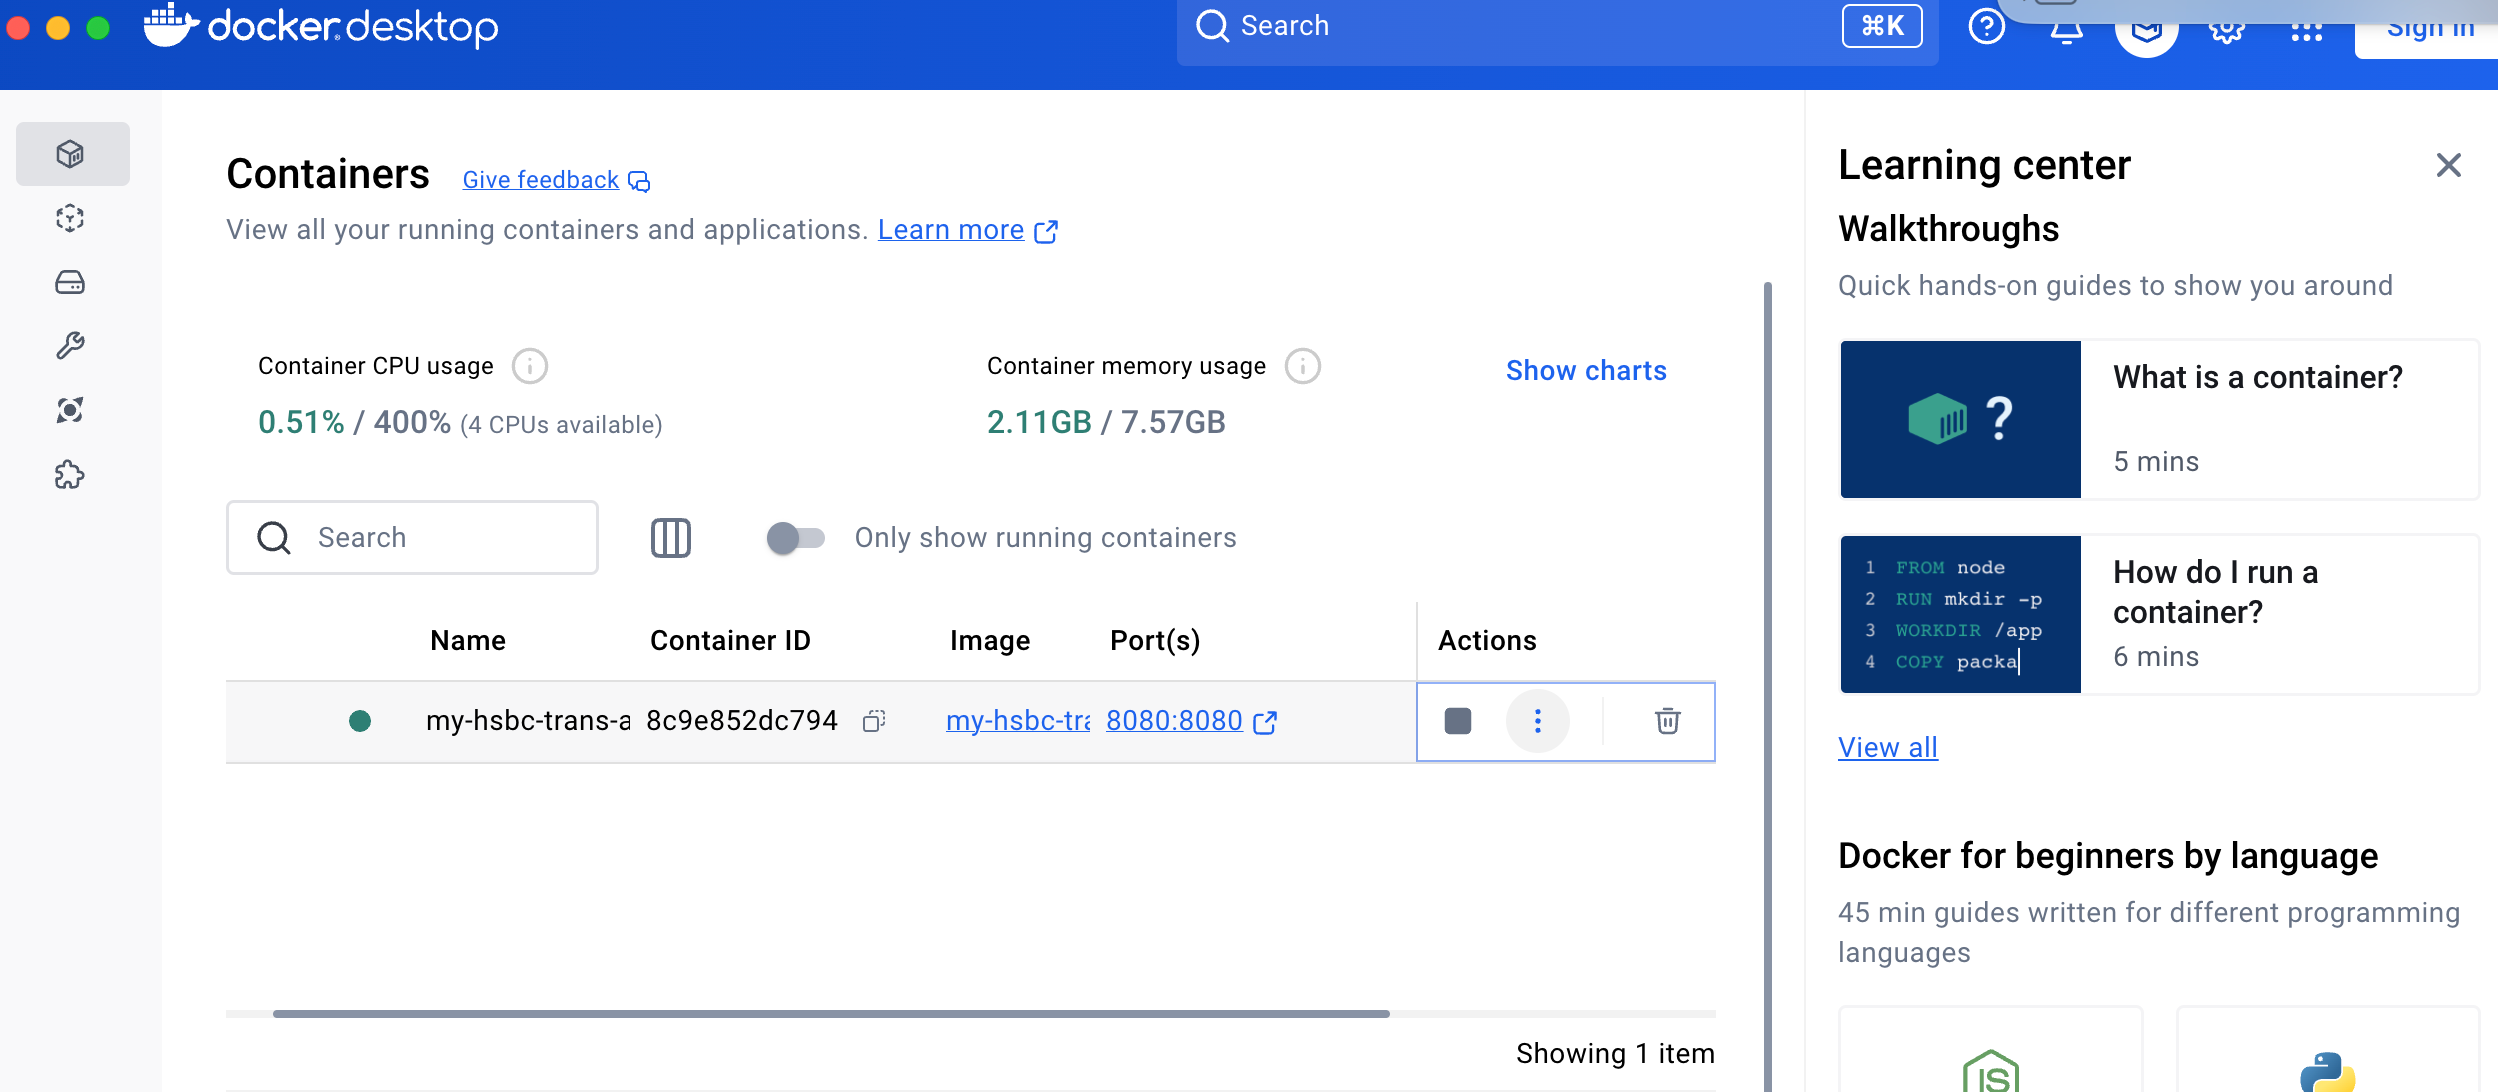 docker desktop
Search
⌘K
Sign in
Containers
Give feedback
View all your running containers and applications. Learn more
Container CPU usage
0.51% / 400% (4 CPUs available)
Container memory usage
2.11GB / 7.57GB
Show charts
Search
Only show running containers
Name Container ID Image Port(s) Actions
my-hsbc-trans-a 8c9e852dc794 my-hsbc-tra 8080:8080
Showing 1 item
Learning center
Walkthroughs
Quick hands-on guides to show you around
?
What is a container?
5 mins
1 FROM node
2 RUN mkdir -p
3 WORKDIR /app
4 COPY packa
How do I run a
container?
6 mins
View all
Docker for beginners by language
45 min guides written for different programming
languages
JS